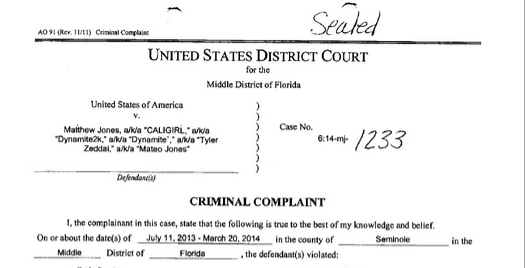 Sealed
AO 91 (Rev. 11/11) Criminal Complaint
UNITED STATES DISTRICT COURT
for the
Middle District of Florida
United States of America
v.
Matthew Jones, a/k/a "CALIGIRL," a/k/a
"Dynamite2k," a/k/a "Dynamite`," a/k/a "Tyler
Zeddai," a/k/a "Mateo Jones"
Defendant(s)
)
)
)
)
)
)
Case No.
6:14-mj- 1233
CRIMINAL COMPLAINT
I, the complainant in this case, state that the following is true to the best of my knowledge and belief.
On or about the date(s) of July 11, 2013 - March 20, 2014 in the county of Seminole in the
Middle District of Florida , the defendant(s) violated: